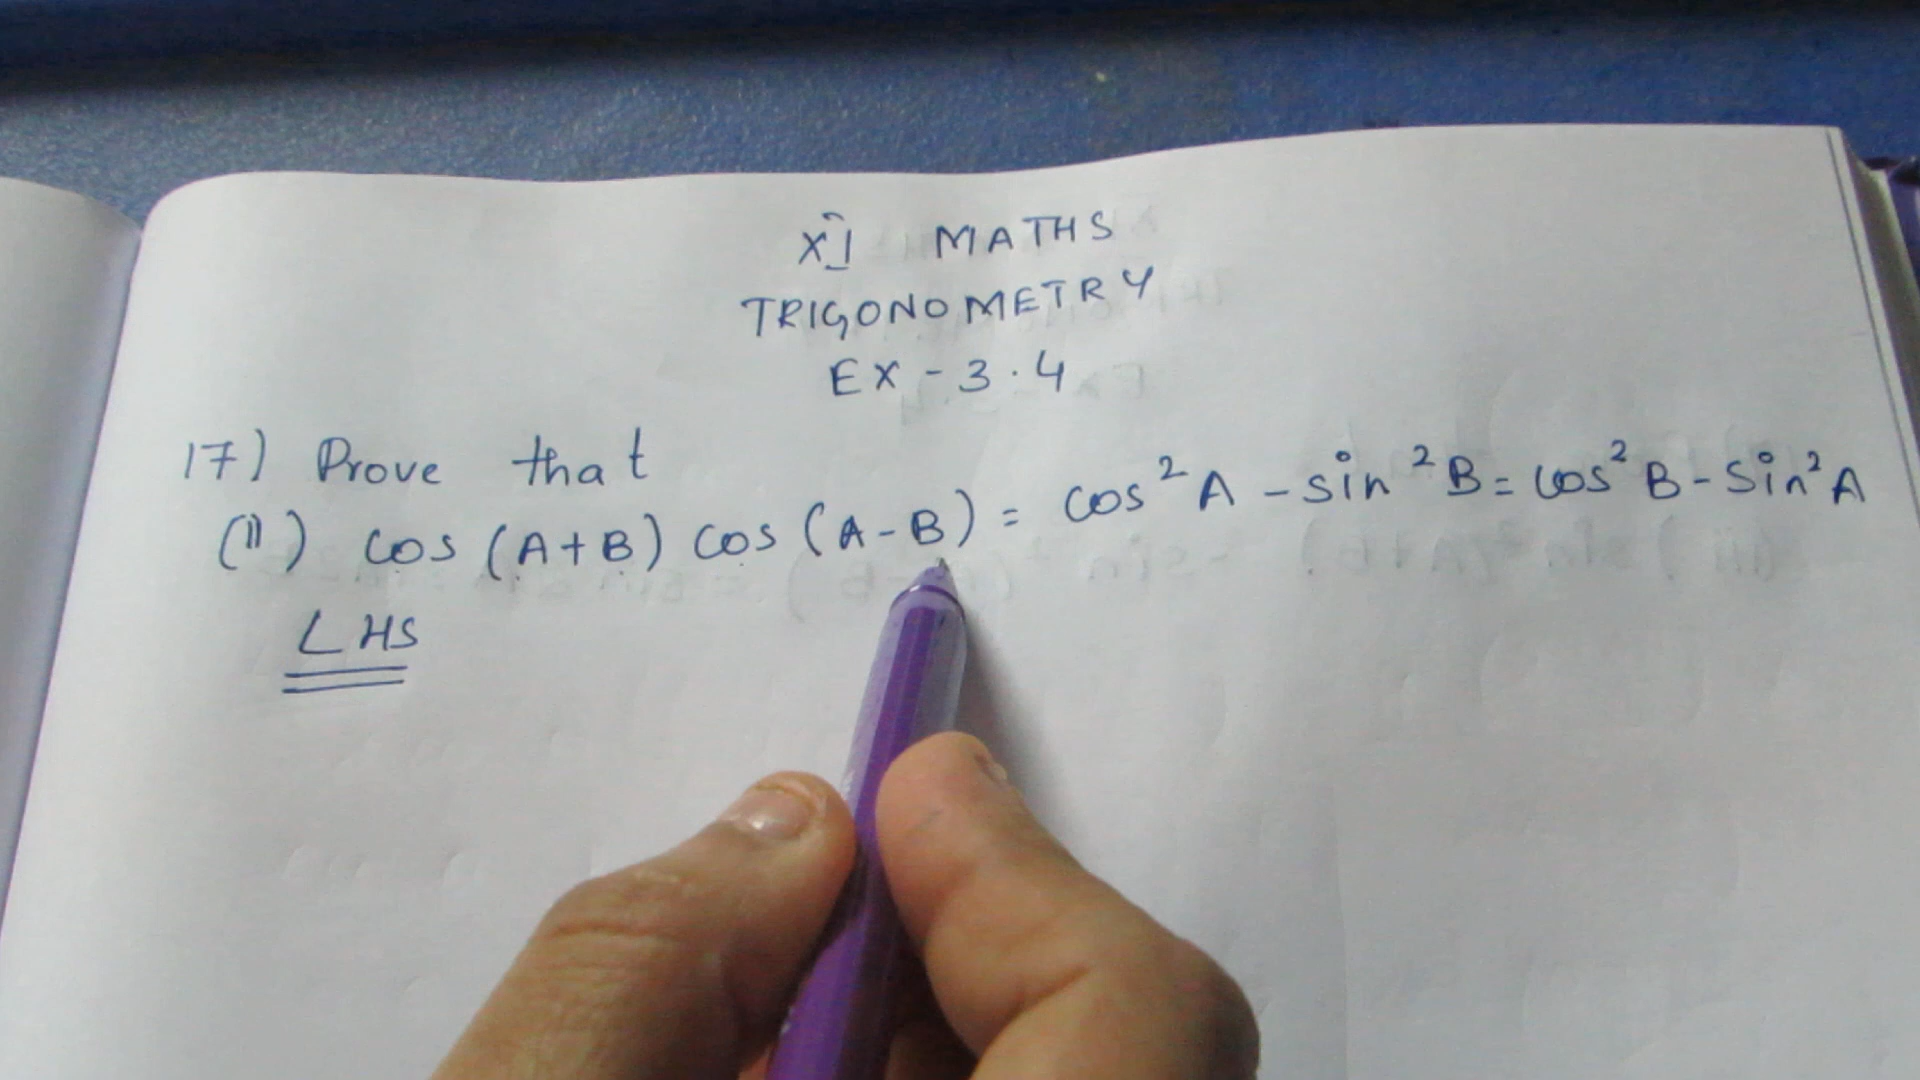 XI MATHS
TRIGONOMETRY
EX - 3.4
17) Prove that
(ii) cos (A+B) cos (A-B) = cos²A - sin²B = cos²B - sin²A
LHS